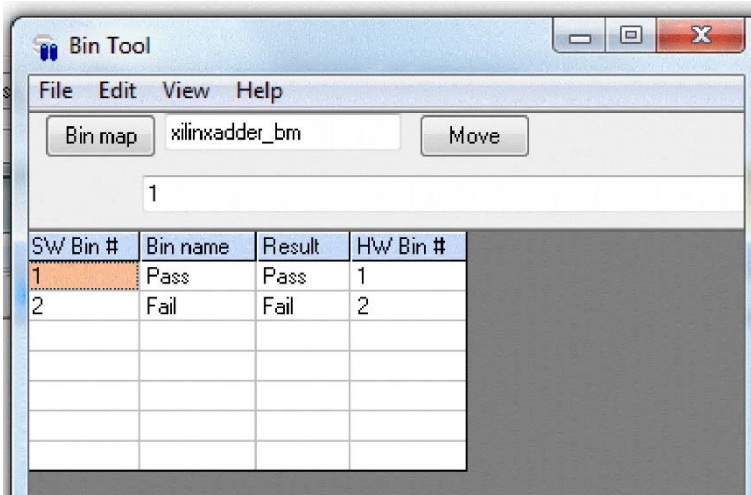 Bin Tool
File Edit View Help
Bin map xilinxadder_bm Move
1
SW Bin # Bin name Result HW Bin #
1 Pass Pass 1
2 Fail Fail 2